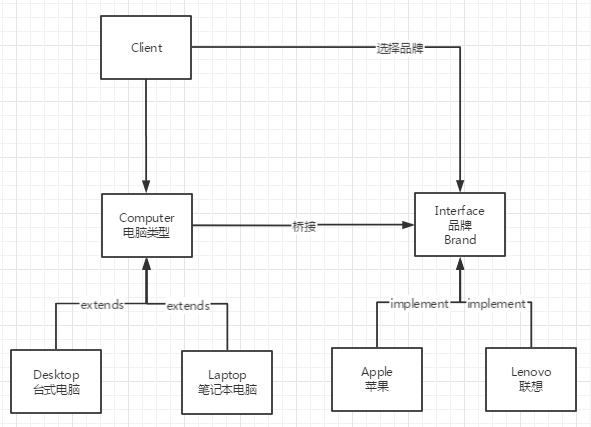 Client
选择品牌
Computer
电脑类型
桥接
Interface
品牌
Brand
extends
extends
implement
implement
Desktop
台式电脑
Laptop
笔记本电脑
Apple
苹果
Lenovo
联想